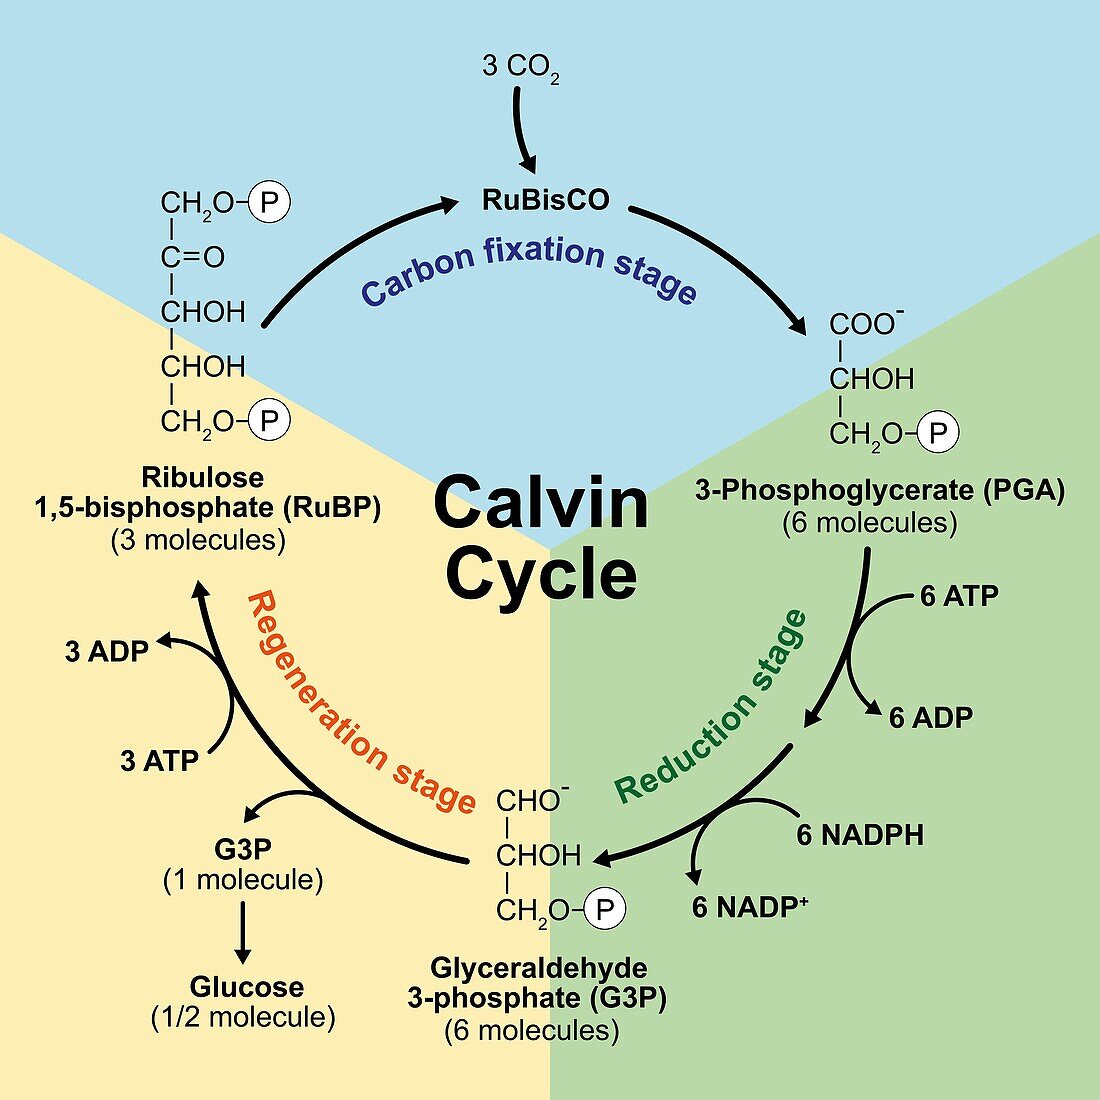 3 CO₂
RuBisCO
Carbon fixation stage
CH₂O-P
C=O
CHOH
CHOH
CH₂O-P
Ribulose
1,5-bisphosphate (RuBP)
(3 molecules)
COO⁻
CHOH
CH₂O-P
3-Phosphoglycerate (PGA)
(6 molecules)
Calvin
Cycle
6 ATP
6 ADP
Reduction stage
6 NADPH
6 NADP⁺
CHO⁻
CHOH
CH₂O-P
Glyceraldehyde
3-phosphate (G3P)
(6 molecules)
Regeneration stage
3 ADP
3 ATP
G3P
(1 molecule)
Glucose
(1/2 molecule)